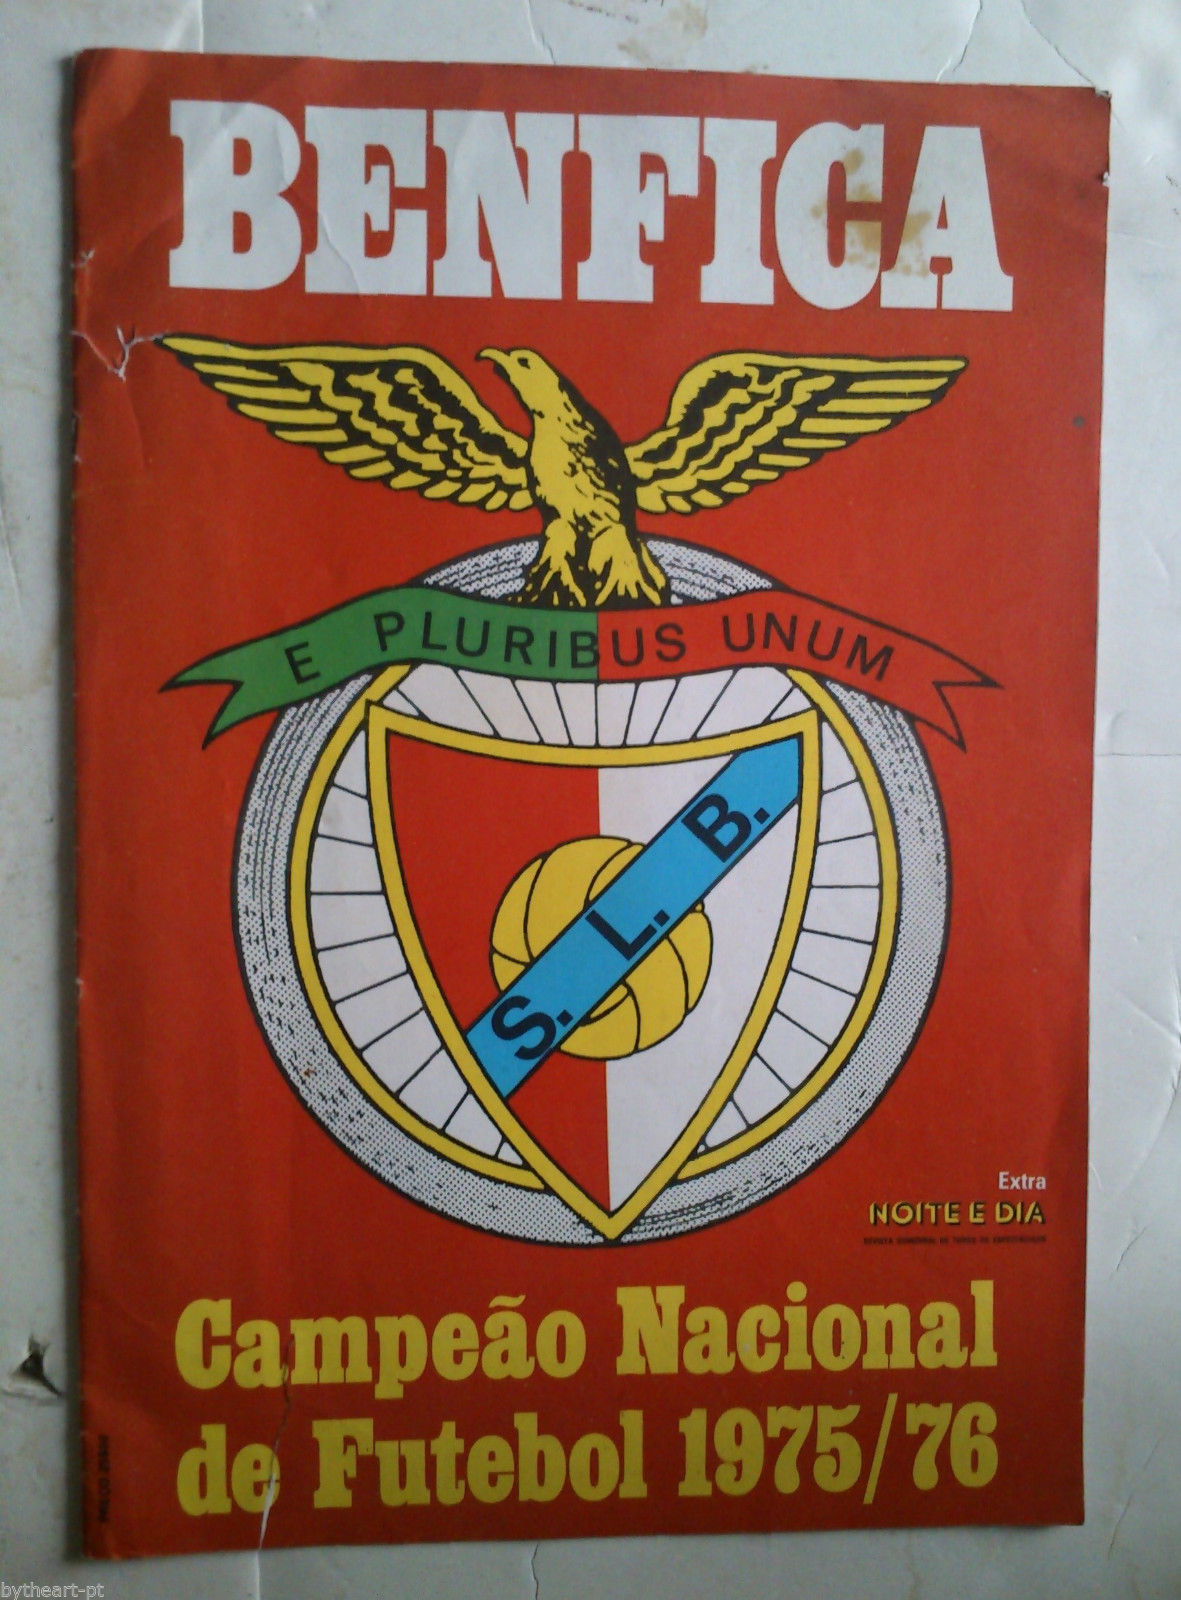 BENFICA
E PLURIBUS UNUM
S. L. B.
Extra
NOITE E DIA
Campeão Nacional
de Futebol 1975/76
bytheart-pt